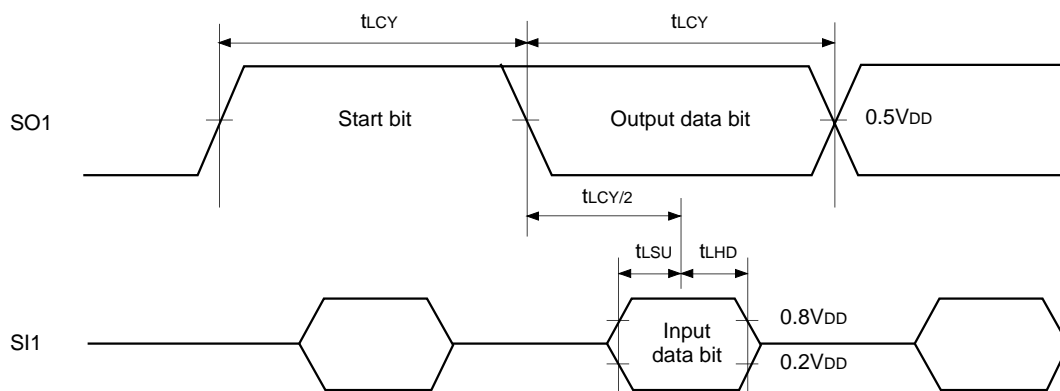 tLCY
tLCY
SO1
Start bit
Output data bit
0.5VDD
tLCY/2
tLSU
tLHD
SI1
Input
data bit
0.8VDD
0.2VDD